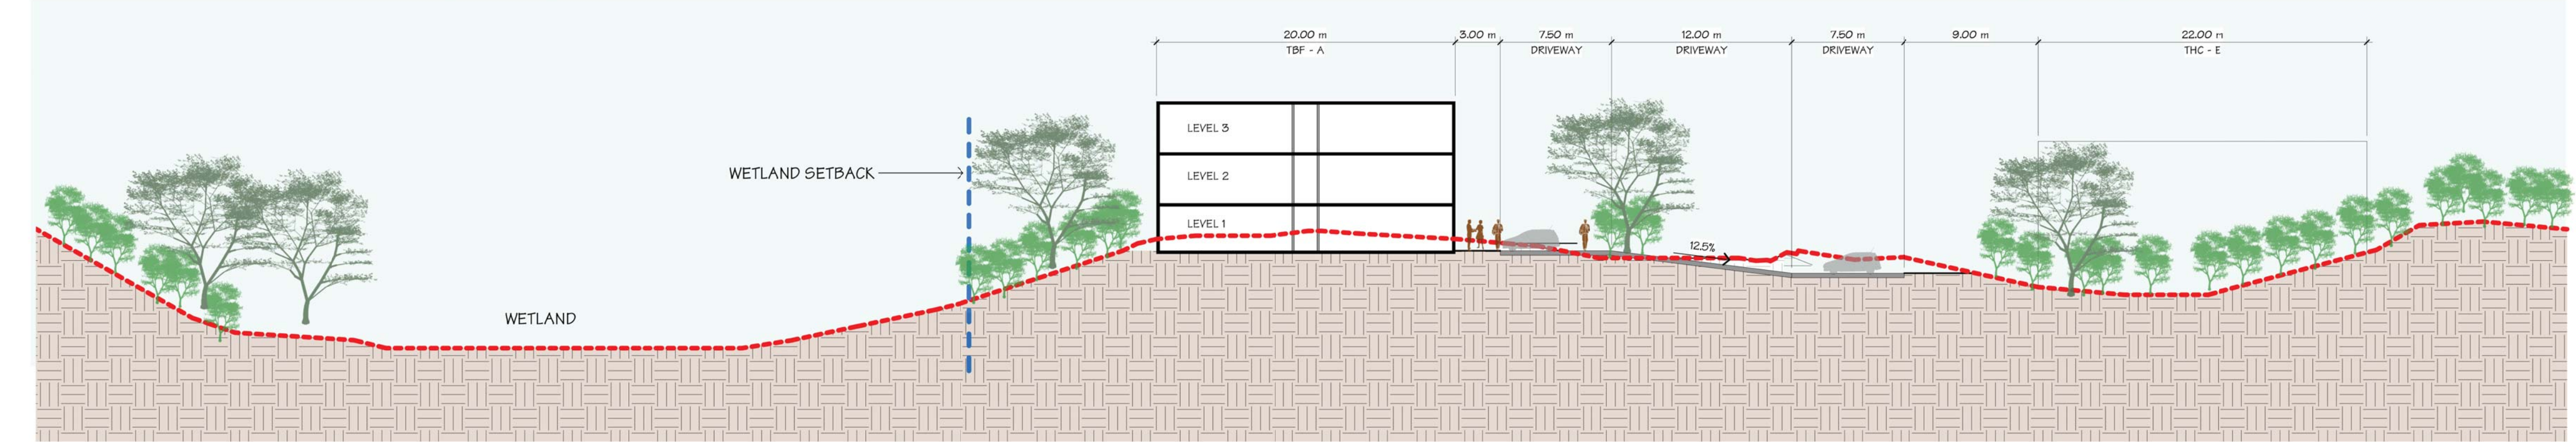 20.00 m
TBF - A
3.00 m
7.50 m
DRIVEWAY
12.00 m
DRIVEWAY
7.50 m
DRIVEWAY
9.00 m
22.00 m
THC - E
LEVEL 3
WETLAND SETBACK
LEVEL 2
LEVEL 1
12.5%
WETLAND